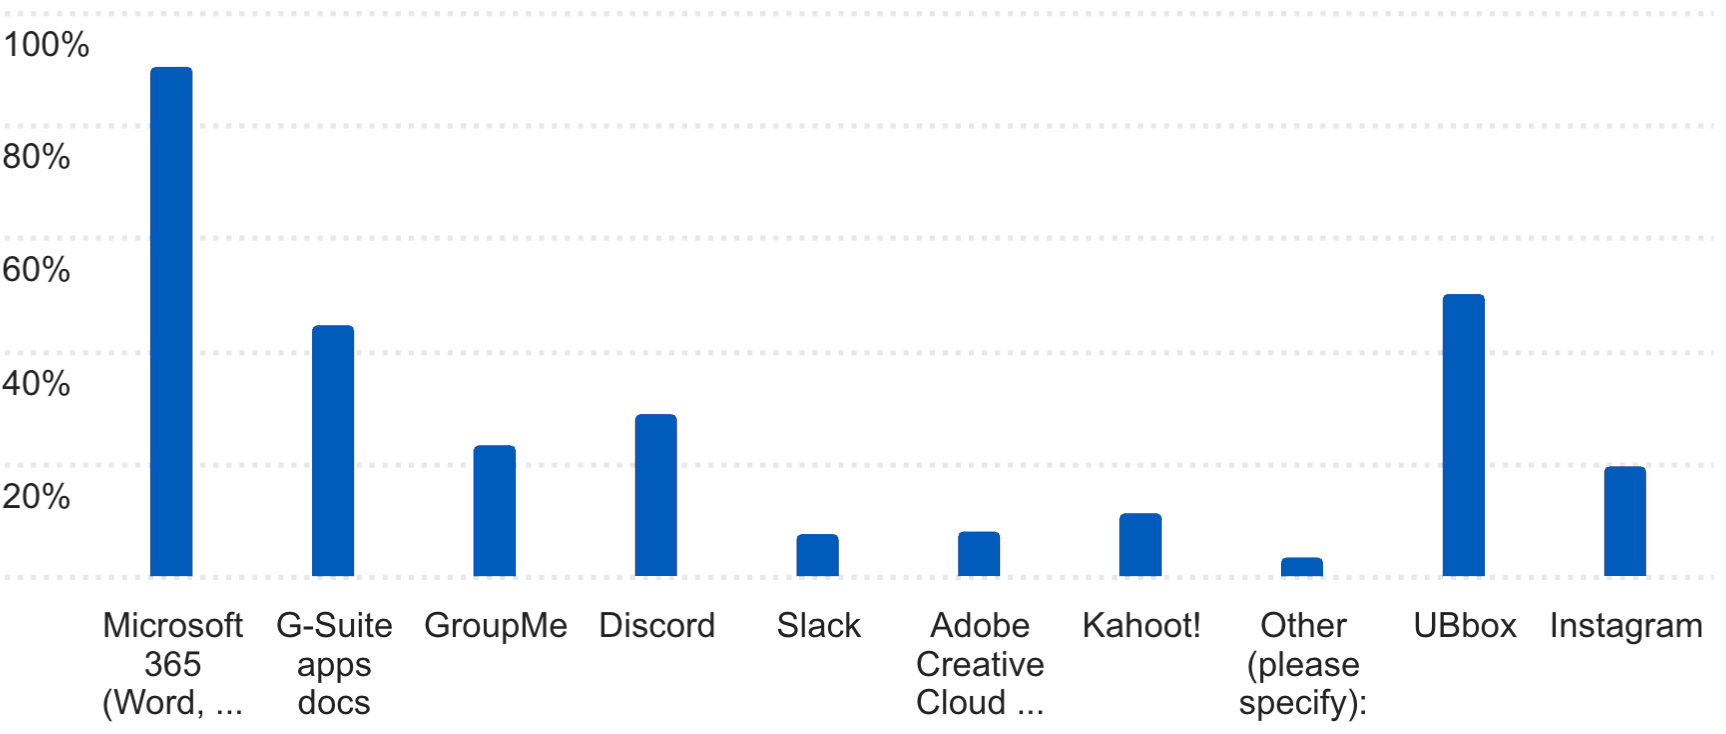 100%
80%
60%
40%
20%
Microsoft
365
(Word, ...
G-Suite
apps
docs
GroupMe
Discord
Slack
Adobe
Creative
Cloud ...
Kahoot!
Other
(please
specify):
UBbox
Instagram